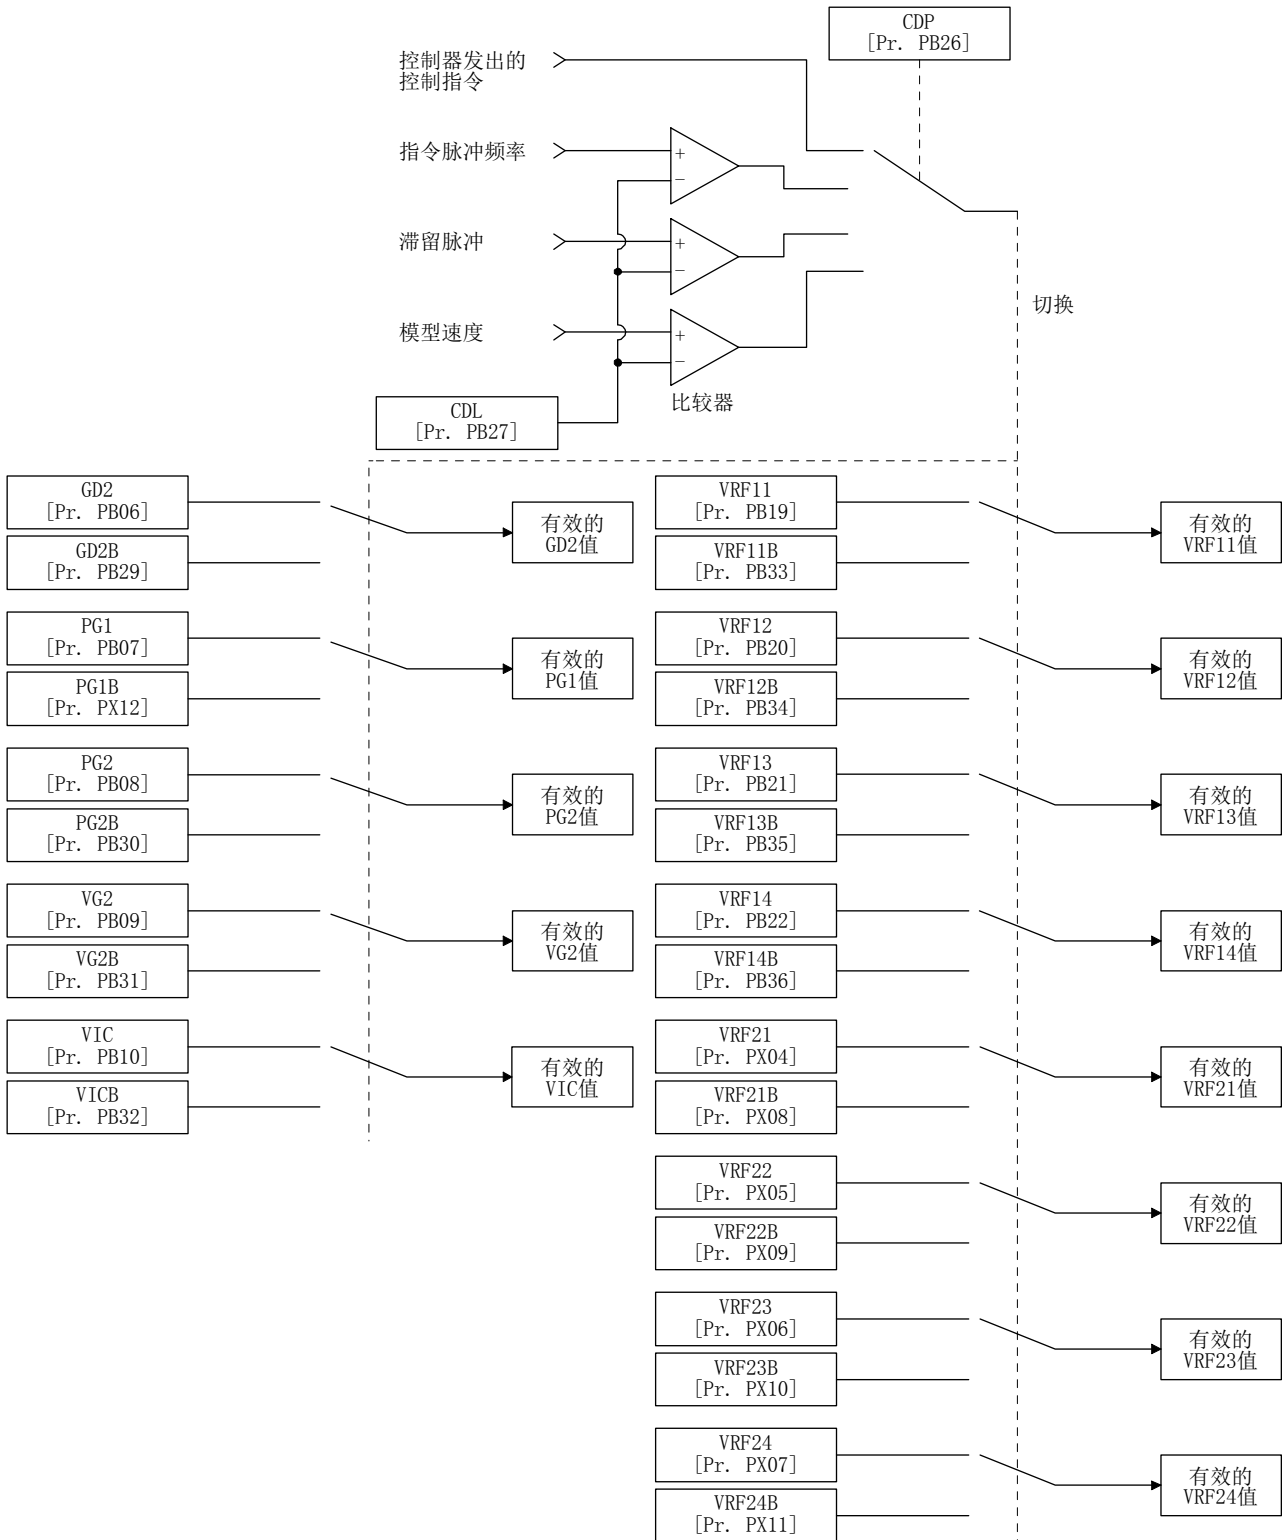 CDP
[Pr. PB26]
控制器发出的
控制指令
指令脉冲频率
+
−
滞留脉冲
+
−
切换
模型速度
+
−
比较器
CDL
[Pr. PB27]
GD2
[Pr. PB06]
GD2B
[Pr. PB29]
有效的
GD2值
PG1
[Pr. PB07]
PG1B
[Pr. PX12]
有效的
PG1值
PG2
[Pr. PB08]
PG2B
[Pr. PB30]
有效的
PG2值
VG2
[Pr. PB09]
VG2B
[Pr. PB31]
有效的
VG2值
VIC
[Pr. PB10]
VICB
[Pr. PB32]
有效的
VIC值
VRF11
[Pr. PB19]
VRF11B
[Pr. PB33]
有效的
VRF11值
VRF12
[Pr. PB20]
VRF12B
[Pr. PB34]
有效的
VRF12值
VRF13
[Pr. PB21]
VRF13B
[Pr. PB35]
有效的
VRF13值
VRF14
[Pr. PB22]
VRF14B
[Pr. PB36]
有效的
VRF14值
VRF21
[Pr. PX04]
VRF21B
[Pr. PX08]
有效的
VRF21值
VRF22
[Pr. PX05]
VRF22B
[Pr. PX09]
有效的
VRF22值
VRF23
[Pr. PX06]
VRF23B
[Pr. PX10]
有效的
VRF23值
VRF24
[Pr. PX07]
VRF24B
[Pr. PX11]
有效的
VRF24值